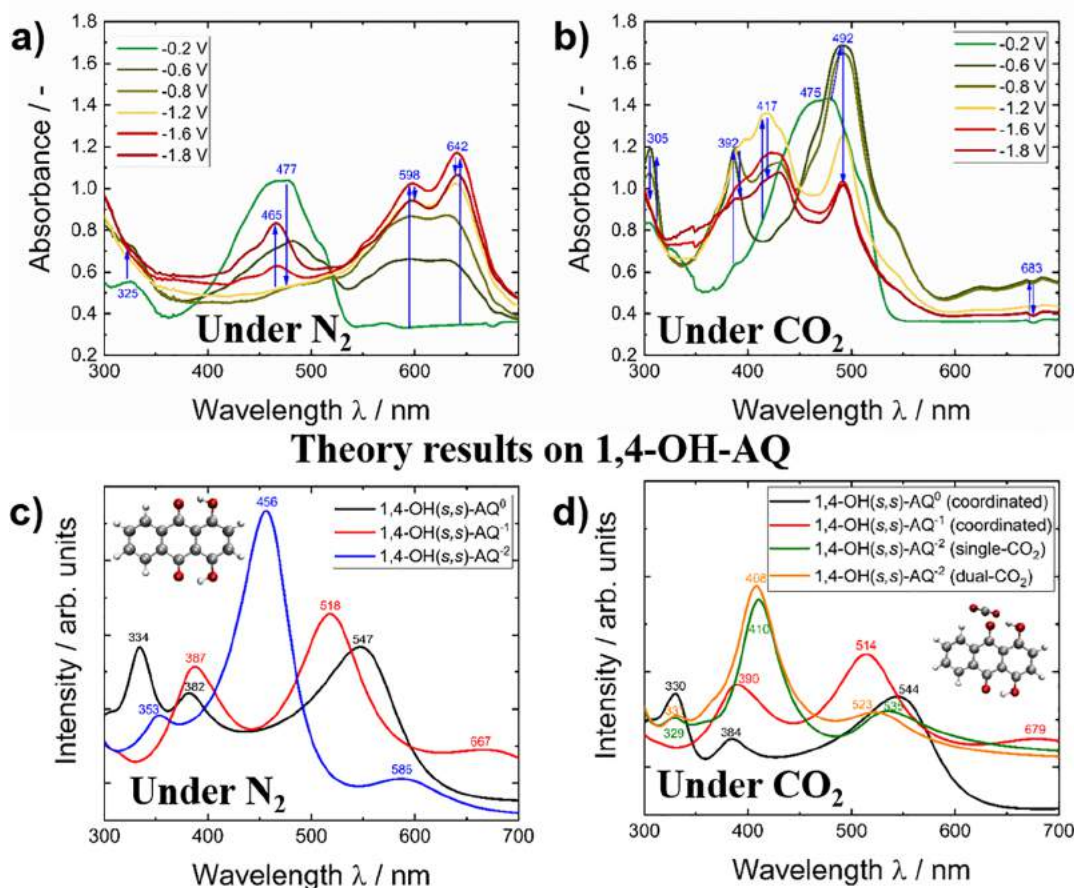 a)
-0.2 V
-0.6 V
-0.8 V
-1.2 V
-1.6 V
-1.8 V
325
465
477
598
642
Absorbance / -
0.2
0.4
0.6
0.8
1.0
1.2
1.4
1.6
1.8
300
400
500
600
700
Wavelength λ / nm
Under N2
b)
-0.2 V
-0.6 V
-0.8 V
-1.2 V
-1.6 V
-1.8 V
305
392
417
475
492
683
Absorbance / -
0.2
0.4
0.6
0.8
1.0
1.2
1.4
1.6
1.8
300
400
500
600
700
Wavelength λ / nm
Under CO2
Theory results on 1,4-OH-AQ
c)
1,4-OH(s,s)-AQ0
1,4-OH(s,s)-AQ-1
1,4-OH(s,s)-AQ-2
334
353
387
382
456
518
547
585
667
Intensity / arb. units
300
400
500
600
700
Wavelength λ / nm
Under N2
d)
1,4-OH(s,s)-AQ0 (coordinated)
1,4-OH(s,s)-AQ-1 (coordinated)
1,4-OH(s,s)-AQ-2 (single-CO2)
1,4-OH(s,s)-AQ-2 (dual-CO2)
330
329
384
390
408
410
514
523
544
679
Intensity / arb. units
300
400
500
600
700
Wavelength λ / nm
Under CO2